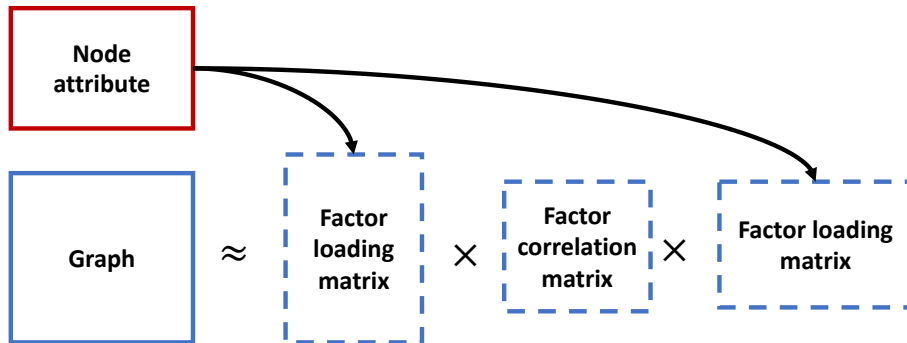 Node
attribute
Graph
≈
Factor
loading
matrix
×
Factor
correlation
matrix
×
Factor loading
matrix